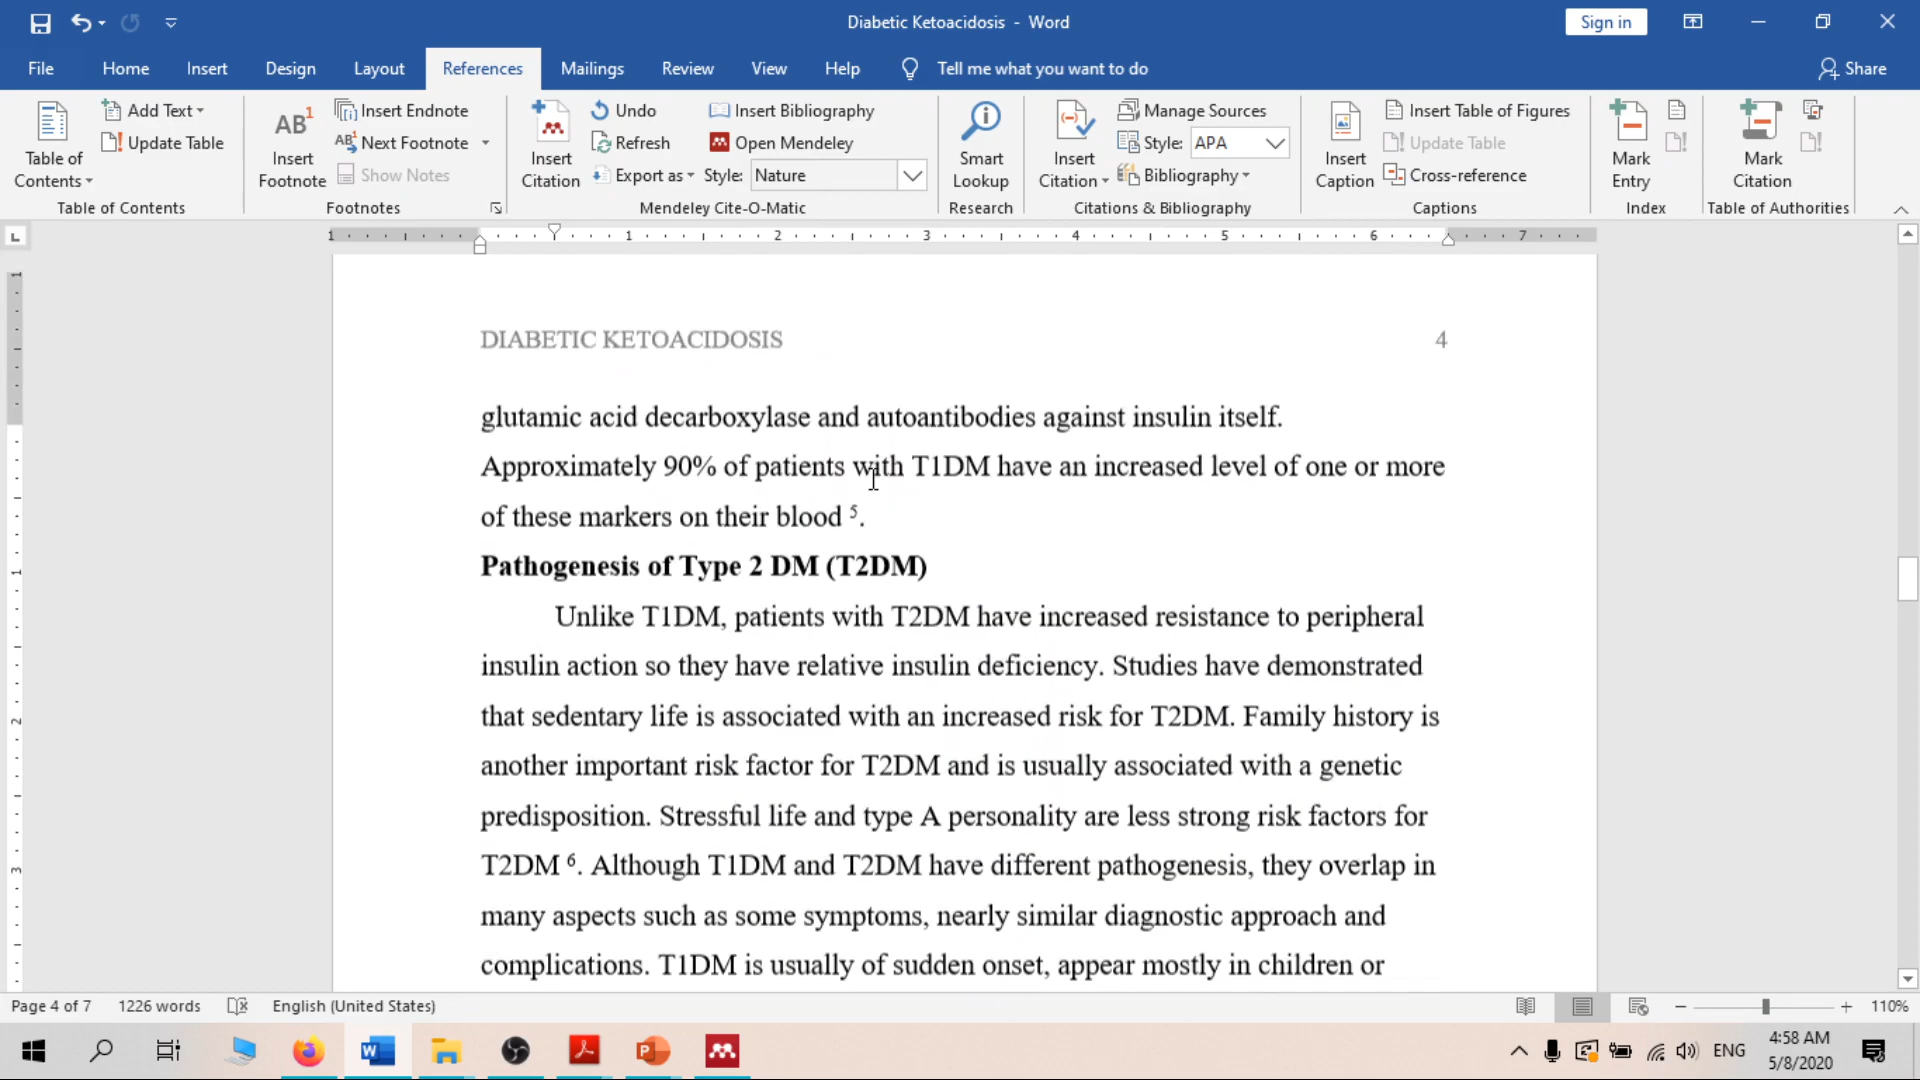 Diabetic Ketoacidosis - Word
Sign in
File Home Insert Design Layout References Mailings Review View Help Tell me what you want to do Share
Table of Contents
Add Text
Update Table
Table of Contents
AB1 Insert Footnote
Insert Endnote
AB1 Next Footnote
Show Notes
Footnotes
Insert Citation
Undo
Refresh
Export as
Insert Bibliography
Open Mendeley
Style: Nature
Mendeley Cite-O-Matic
Smart Lookup
Research
Insert Citation
Manage Sources
Style: APA
Bibliography
Citations & Bibliography
Insert Caption
Insert Table of Figures
Update Table
Cross-reference
Captions
Mark Entry
Index
Mark Citation
Table of Authorities
L
1 1 2 3 4 5 6 7
1
1
2
3
DIABETIC KETOACIDOSIS 4
glutamic acid decarboxylase and autoantibodies against insulin itself.
Approximately 90% of patients with T1DM have an increased level of one or more
of these markers on their blood ⁵.
Pathogenesis of Type 2 DM (T2DM)
Unlike T1DM, patients with T2DM have increased resistance to peripheral
insulin action so they have relative insulin deficiency. Studies have demonstrated
that sedentary life is associated with an increased risk for T2DM. Family history is
another important risk factor for T2DM and is usually associated with a genetic
predisposition. Stressful life and type A personality are less strong risk factors for
T2DM ⁶. Although T1DM and T2DM have different pathogenesis, they overlap in
many aspects such as some symptoms, nearly similar diagnostic approach and
complications. T1DM is usually of sudden onset, appear mostly in children or
Page 4 of 7 1226 words English (United States) 110%
ENG
4:58 AM
5/8/2020